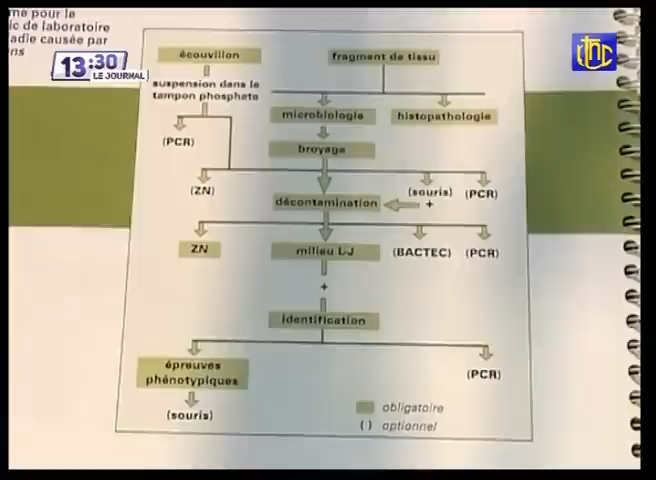 me pour le
ic de laboratoire
adie causée par
ns
13:30
LE JOURNAL
écouvillon
fragment de tissu
suspension dans le
tampon phosphate
microbiologie
histopathologie
(PCR)
broyage
(ZN)
(souris)
(PCR)
décontamination
+
ZN
milieu L-J
(BACTEC)
(PCR)
+
identification
épreuves
phénotypiques
(PCR)
(souris)
obligatoire
( ) optionnel